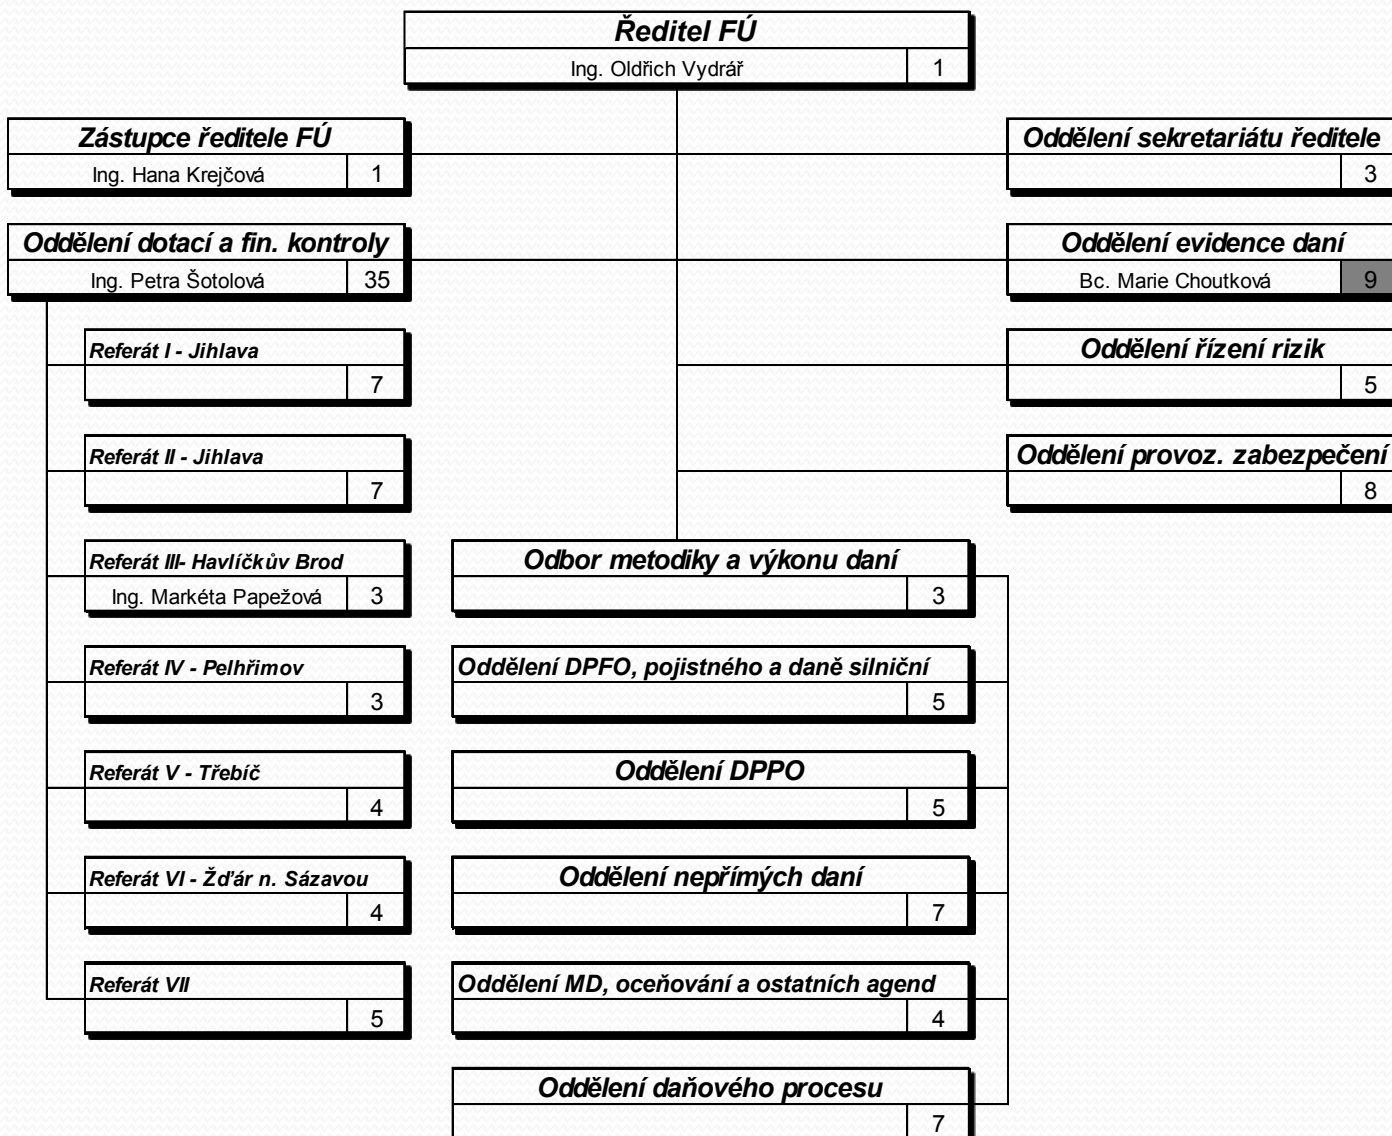 Ředitel FÚ
Ing. Oldřich Vydrář 1
Zástupce ředitele FÚ
Ing. Hana Krejčová 1
Oddělení sekretariátu ředitele
3
Oddělení dotací a fin. kontroly
Ing. Petra Šotolová 35
Oddělení evidence daní
Bc. Marie Choutková 9
Referát I - Jihlava
7
Oddělení řízení rizik
5
Referát II - Jihlava
7
Oddělení provoz. zabezpečení
8
Referát III- Havlíčkův Brod
Ing. Markéta Papežová 3
Odbor metodiky a výkonu daní
3
Referát IV - Pelhřimov
3
Oddělení DPFO, pojistného a daně silniční
5
Referát V - Třebíč
4
Oddělení DPPO
5
Referát VI - Žďár n. Sázavou
4
Oddělení nepřímých daní
7
Referát VII
5
Oddělení MD, oceňování a ostatních agend
4
Oddělení daňového procesu
7